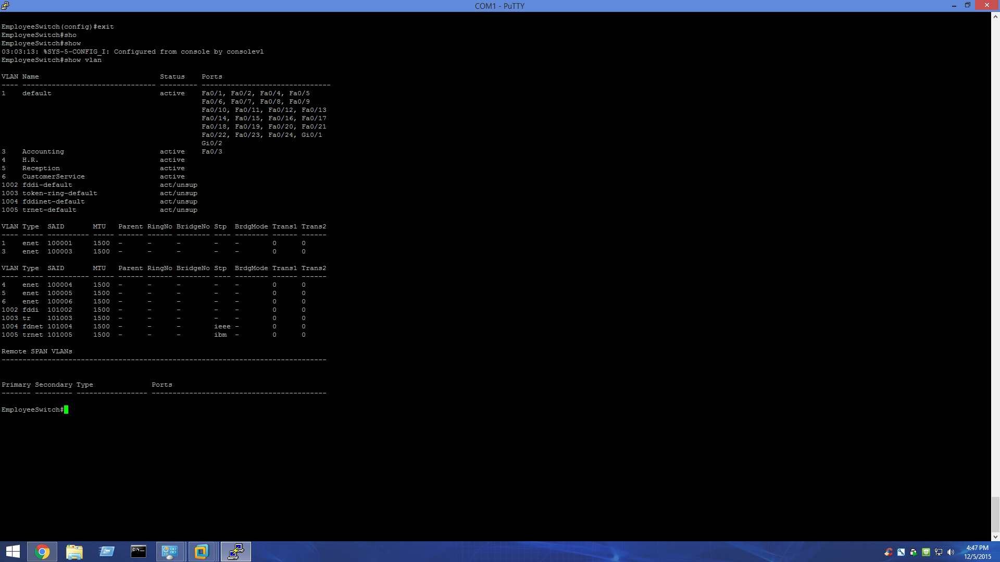 COM1 - PuTTY
EmployeeSwitch(config)#exit
EmployeeSwitch#sho
EmployeeSwitch#show
03:03:13: %SYS-5-CONFIG_I: Configured from console by consolevl
EmployeeSwitch#show vlan
VLAN Name                             Status    Ports
---- -------------------------------- --------- -------------------------------
1    default                          active    Fa0/1, Fa0/2, Fa0/4, Fa0/5
                                                Fa0/6, Fa0/7, Fa0/8, Fa0/9
                                                Fa0/10, Fa0/11, Fa0/12, Fa0/13
                                                Fa0/14, Fa0/15, Fa0/16, Fa0/17
                                                Fa0/18, Fa0/19, Fa0/20, Fa0/21
                                                Fa0/22, Fa0/23, Fa0/24, Gi0/1
                                                Gi0/2
3    Accounting                       active    Fa0/3
4    H.R.                             active
5    Reception                        active
6    CustomerService                  active
1002 fddi-default                     act/unsup
1003 token-ring-default               act/unsup
1004 fddinet-default                  act/unsup
1005 trnet-default                    act/unsup
VLAN Type  SAID       MTU   Parent RingNo BridgeNo Stp  BrdgMode Trans1 Trans2
---- ----- ---------- ----- ------ ------ -------- ---- -------- ------ ------
1    enet  100001     1500  -      -      -        -    -        0      0
3    enet  100003     1500  -      -      -        -    -        0      0
VLAN Type  SAID       MTU   Parent RingNo BridgeNo Stp  BrdgMode Trans1 Trans2
---- ----- ---------- ----- ------ ------ -------- ---- -------- ------ ------
4    enet  100004     1500  -      -      -        -    -        0      0
5    enet  100005     1500  -      -      -        -    -        0      0
6    enet  100006     1500  -      -      -        -    -        0      0
1002 fddi  101002     1500  -      -      -        -    -        0      0
1003 tr    101003     1500  -      -      -        -    -        0      0
1004 fdnet 101004     1500  -      -      -        ieee -        0      0
1005 trnet 101005     1500  -      -      -        ibm  -        0      0
Remote SPAN VLANs
------------------------------------------------------------------------------
Primary Secondary Type              Ports
------- --------- ----------------- ------------------------------------------
EmployeeSwitch#
C:\_
4:47 PM
12/5/2015